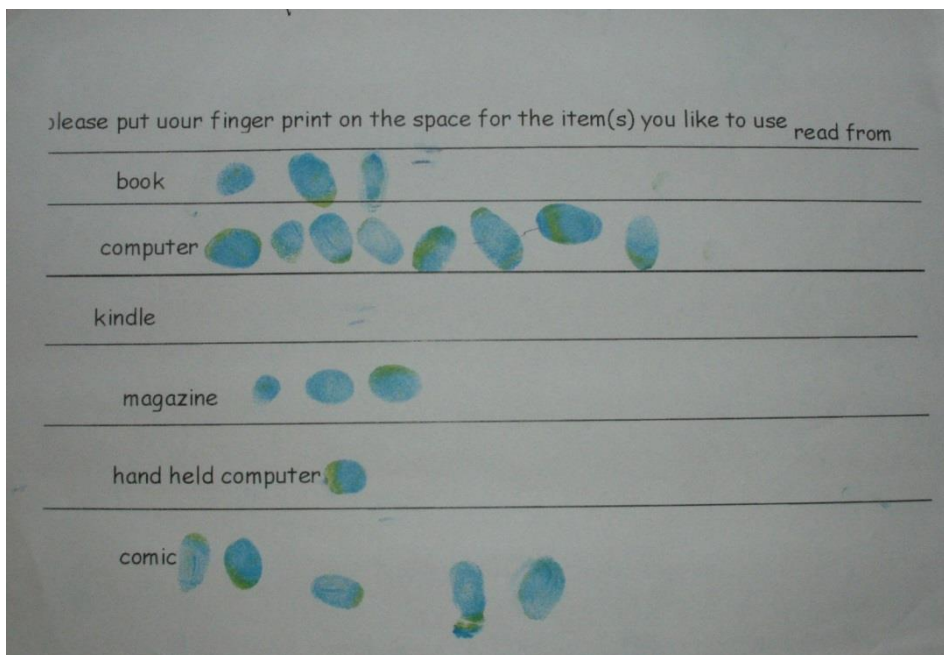 please put uour finger print on the space for the item(s) you like to use read from
book
computer
kindle
magazine
hand held computer
comic